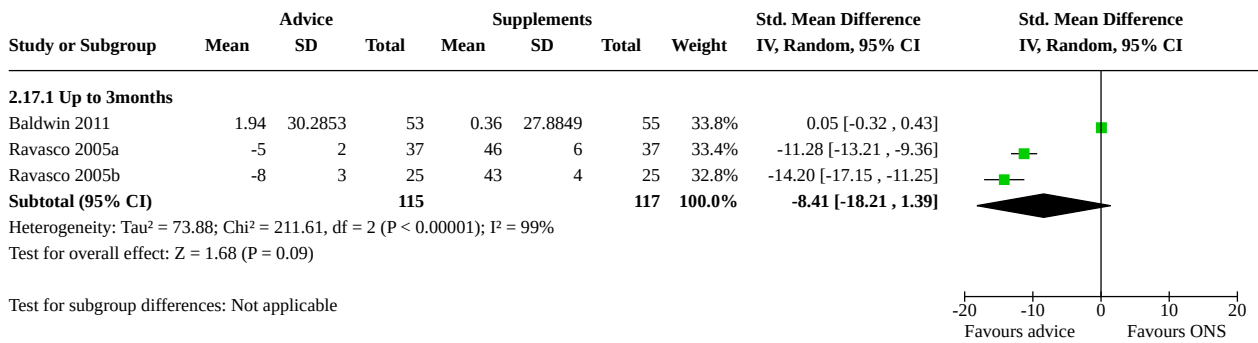 Advice Supplements Std. Mean Difference Std. Mean Difference
Study or Subgroup Mean SD Total Mean SD Total Weight IV, Random, 95% CI IV, Random, 95% CI
2.17.1 Up to 3months
Baldwin 2011 1.94 30.2853 53 0.36 27.8849 55 33.8% 0.05 [-0.32 , 0.43]
Ravasco 2005a -5 2 37 46 6 37 33.4% -11.28 [-13.21 , -9.36]
Ravasco 2005b -8 3 25 43 4 25 32.8% -14.20 [-17.15 , -11.25]
Subtotal (95% CI) 115 117 100.0% -8.41 [-18.21 , 1.39]
Heterogeneity: Tau² = 73.88; Chi² = 211.61, df = 2 (P < 0.00001); I² = 99%
Test for overall effect: Z = 1.68 (P = 0.09)
Test for subgroup differences: Not applicable
-20 -10 0 10 20
Favours advice Favours ONS